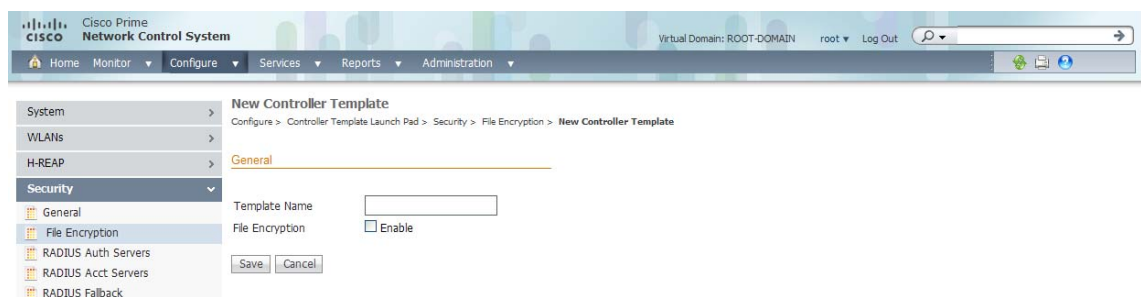 Cisco Prime
CISCO Network Control System
Virtual Domain: ROOT-DOMAIN root Log Out
Home Monitor Configure Services Reports Administration
System
WLANs
H-REAP
Security
General
File Encryption
RADIUS Auth Servers
RADIUS Acct Servers
RADIUS Fallback
New Controller Template
Configure > Controller Template Launch Pad > Security > File Encryption > New Controller Template
General
Template Name
File Encryption Enable
Save Cancel